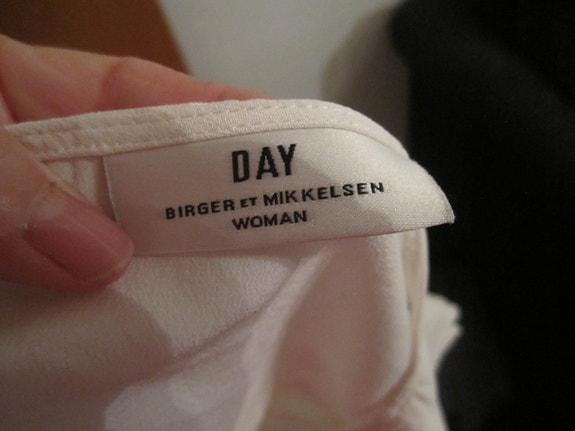 DAY
BIRGER ET MIKKELSEN
WOMAN